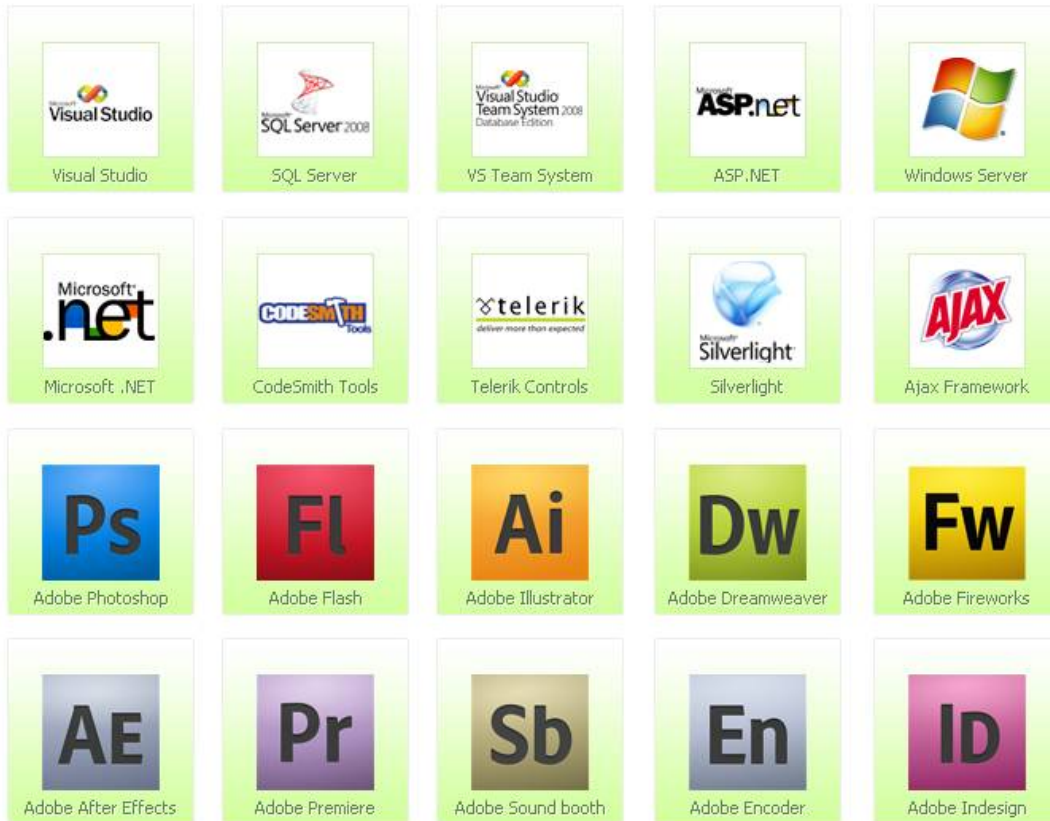 Microsoft
Visual Studio
Visual Studio
Microsoft
SQL Server 2008
SQL Server
Microsoft
Visual Studio
Team System 2008
Database Edition
VS Team System
Microsoft
ASP.net
ASP.NET
Windows Server
Microsoft
.net
Microsoft .NET
CODESMITH
Tools
CodeSmith Tools
telerik
deliver more than expected
Telerik Controls
Microsoft
Silverlight
Silverlight
AJAX
Ajax Framework
Ps
Adobe Photoshop
Fl
Adobe Flash
Ai
Adobe Illustrator
Dw
Adobe Dreamweaver
Fw
Adobe Fireworks
AE
Adobe After Effects
Pr
Adobe Premiere
Sb
Adobe Sound booth
En
Adobe Encoder
ID
Adobe Indesign